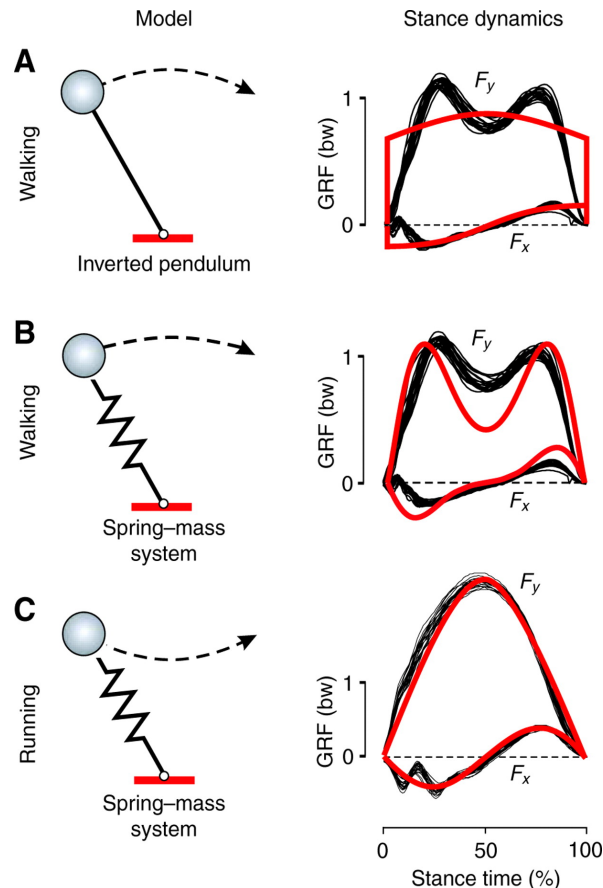 Model
Stance dynamics
A
Walking
Inverted pendulum
GRF (bw)
1
0
Fy
Fx
B
Walking
Spring–mass
system
GRF (bw)
1
0
Fy
Fx
C
Running
Spring–mass
system
GRF (bw)
1
0
Fy
Fx
0
50
100
Stance time (%)